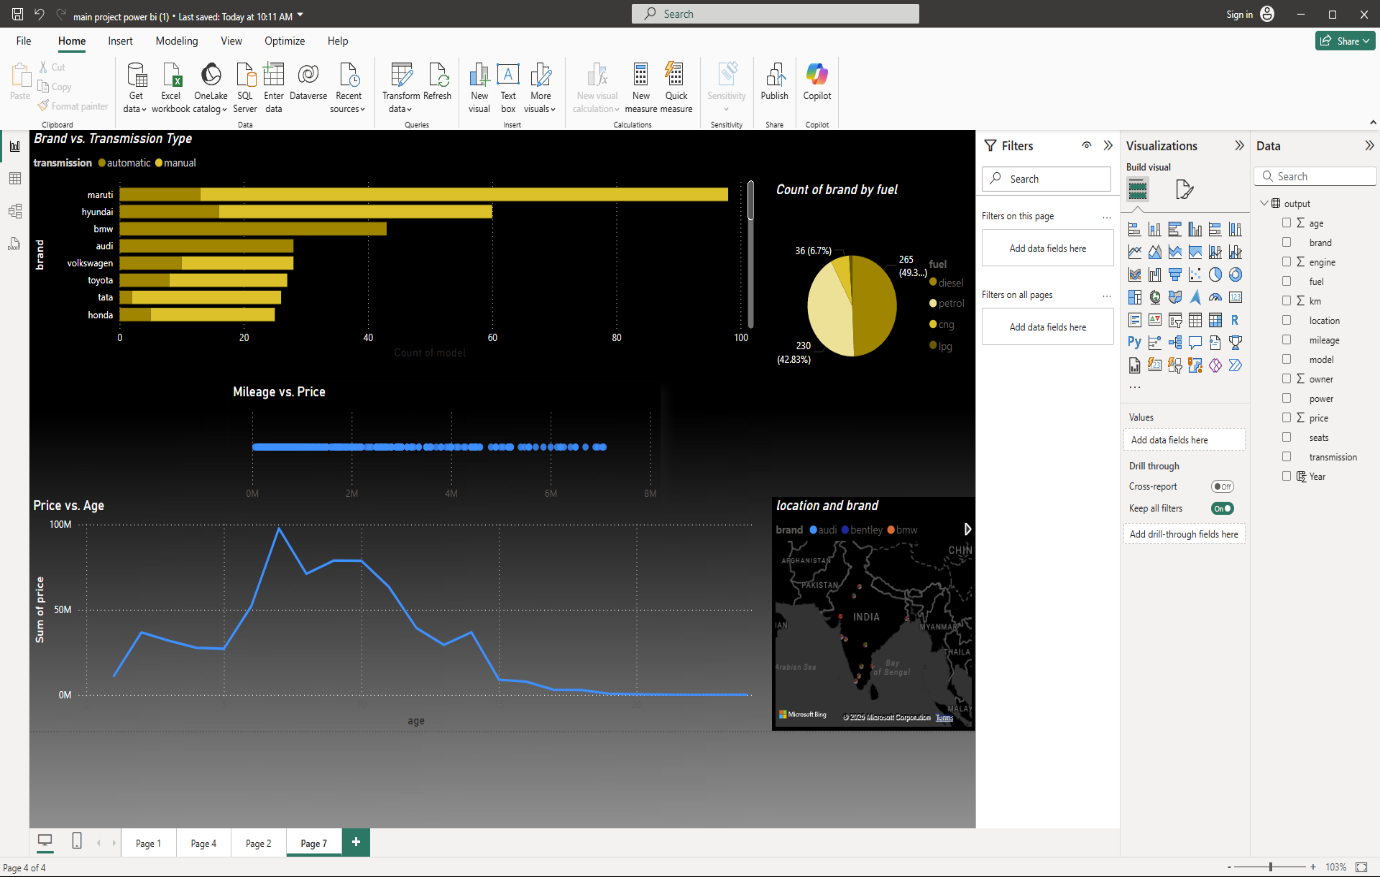 main project power bi (1) • Last saved: Today at 10:11 AM
Search
Sign in
File Home Insert Modeling View Optimize Help
Share
Paste
Cut
Copy
Format painter
Clipboard
Get data
Excel workbook
OneLake catalog
SQL Server
Enter data
Dataverse
Recent sources
Data
Transform data
Refresh
Queries
New visual
Text box
More visuals
Insert
New visual calculation
New measure
Quick measure
Calculations
Sensitivity
Sensitivity
Publish
Share
Copilot
Copilot
Brand vs. Transmission Type
transmission automatic manual
brand
maruti
hyundai
bmw
audi
volkswagen
toyota
tata
honda
0 20 40 60 80 100
Count of model
Count of brand by fuel
36 (6.7%)
265 (49.3...)
230 (42.83%)
fuel
diesel
petrol
cng
lpg
Mileage vs. Price
0M 2M 4M 6M 8M
Price vs. Age
Sum of price
100M
50M
0M
age
location and brand
brand audi bentley bmw
CHIN
AFGHANISTAN
PAKISTAN
INDIA
MYANMAR
THAILA
Arabian Sea
Bay of Bengal
MALAY
Microsoft Bing
© 2025 Microsoft Corporation Terms
Filters
Search
Filters on this page
...
Add data fields here
Filters on all pages
...
Add data fields here
Visualizations
Build visual
R
Py
...
Values
Add data fields here
Drill through
Cross-report
Off
Keep all filters
On
Add drill-through fields here
Data
Search
output
age
brand
engine
fuel
km
location
mileage
model
owner
power
price
seats
transmission
Year
Page 1 Page 4 Page 2 Page 7 +
Page 4 of 4
- + 103%